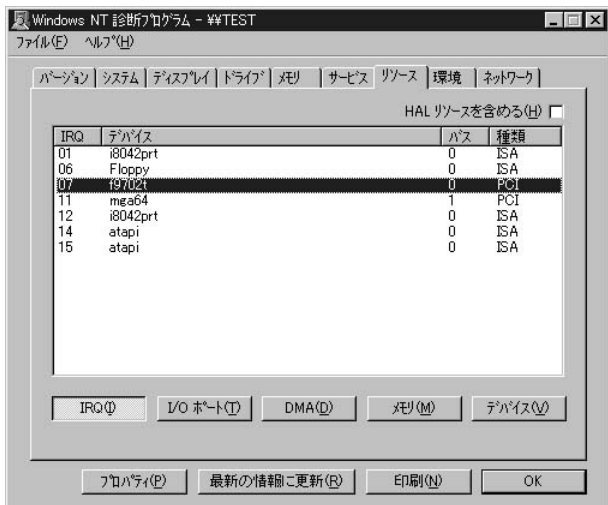 Windows NT 診断ﾌﾟﾛｸﾞﾗﾑ - ¥¥TEST
ﾌｧｲﾙ(F) ﾍﾙﾌﾟ(H)
ﾊﾞｰｼﾞｮﾝ ｼｽﾃﾑ ﾃﾞｨｽﾌﾟﾚｲ ﾄﾞﾗｲﾌﾞ ﾒﾓﾘ ｻｰﾋﾞｽ ﾘｿｰｽ 環境 ﾈｯﾄﾜｰｸ
HAL ﾘｿｰｽを含める(H)
IRQ ﾃﾞﾊﾞｲｽ ﾊﾞｽ 種類
01 i8042prt 0 ISA
06 Floppy 0 ISA
07 f9702t 0 PCI
11 mga64 1 PCI
12 i8042prt 0 ISA
14 atapi 0 ISA
15 atapi 0 ISA
IRQ(I) I/O ﾎﾟｰﾄ(T) DMA(D) ﾒﾓﾘ(M) ﾃﾞﾊﾞｲｽ(V)
ﾌﾟﾛﾊﾟﾃｨ(P) 最新の情報に更新(R) 印刷(N) OK